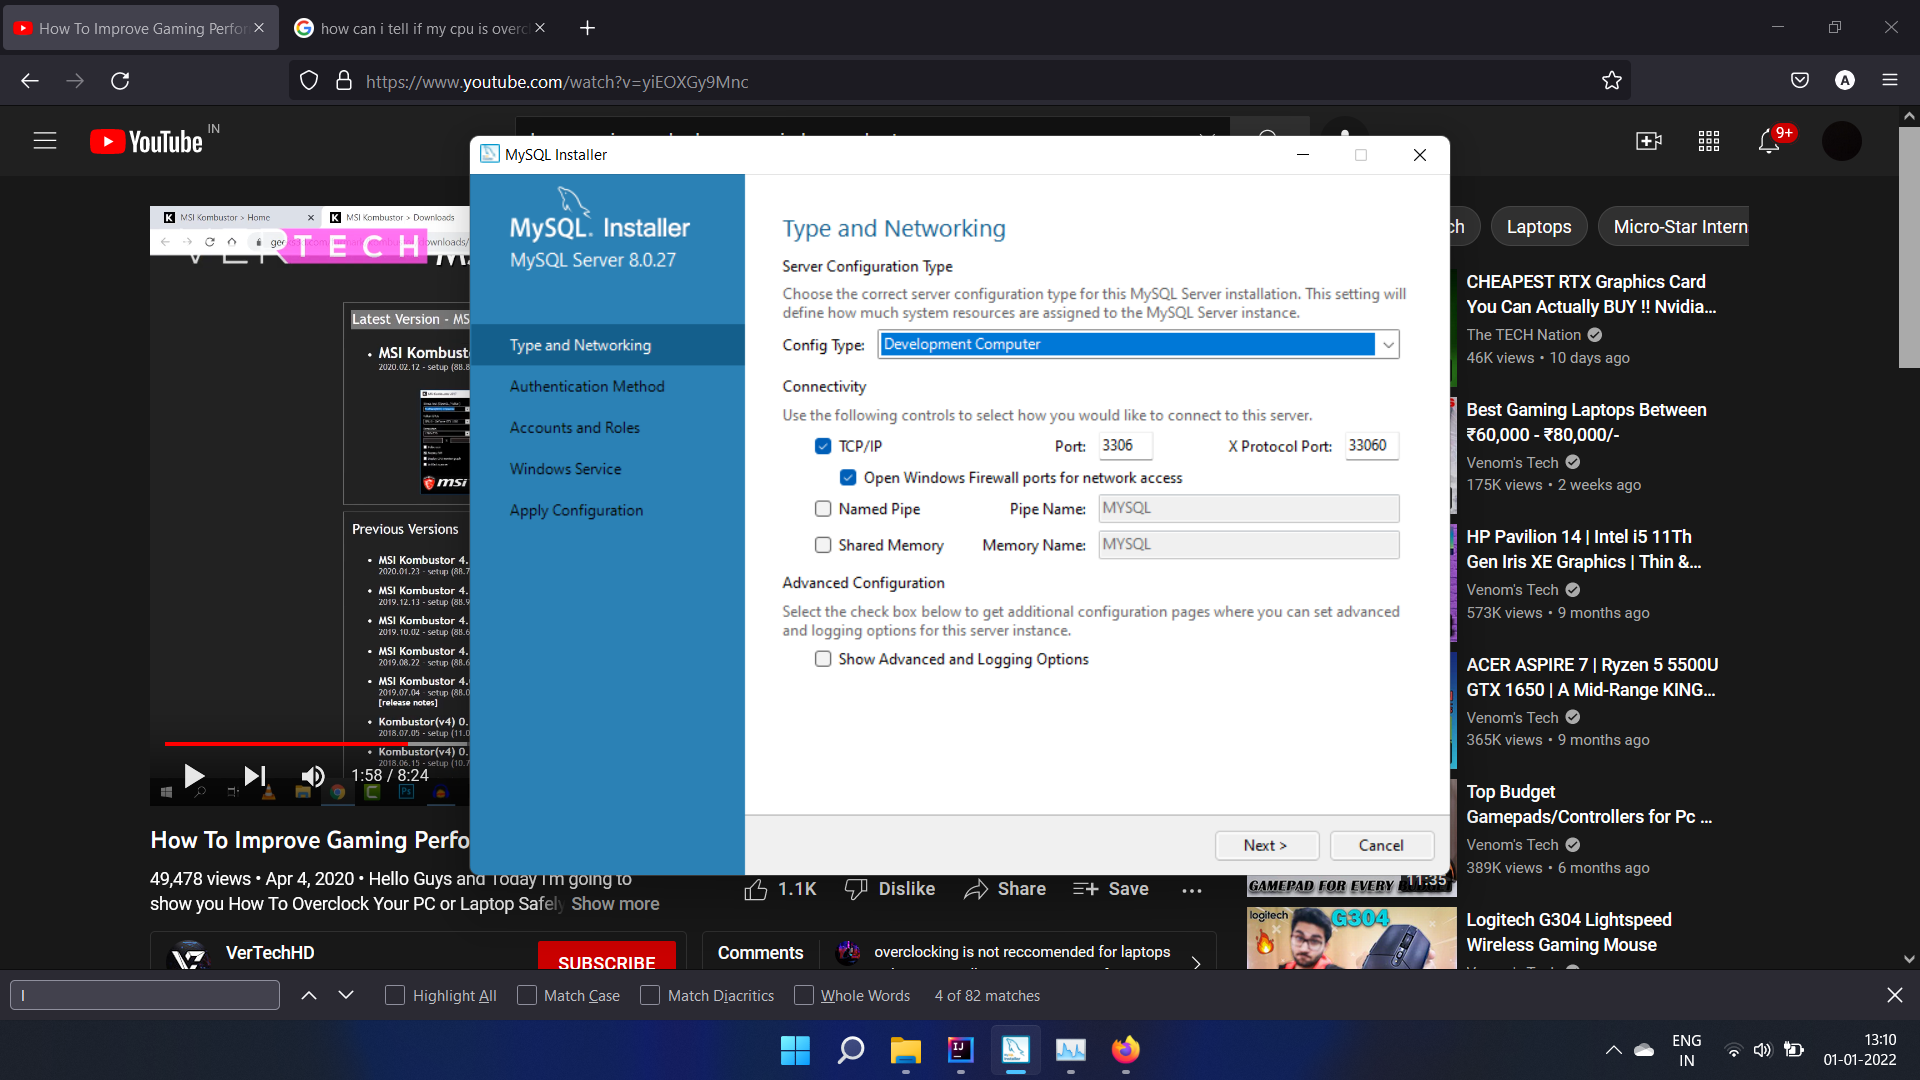 How To Improve Gaming Perfor
how can i tell if my cpu is overc
https://www.youtube.com/watch?v=yiEOXGy9Mnc
YouTube IN
9+
MySQL Installer
MSI Kombustor > Home
MSI Kombustor > Downloads
VERTECH
Latest Version - MS
MSI Kombust
2020.02.12 - setup (88.8
msi
Previous Versions
MSI Kombustor 4.
2020.01.23 - setup (88.7
MSI Kombustor 4.
2019.12.13 - setup (88.9
MSI Kombustor 4.
2019.10.02 - setup (88.6
MSI Kombustor 4.
2019.08.22 - setup (88.6
MSI Kombustor 4.
2019.07.04 - setup (88.0
[release notes]
Kombustor(v4) 0.
2018.07.05 - setup (11.0
Kombustor(v4) 0.
2018.06.15 - setup (10.7
1:58 / 8:24
MySQL. Installer
MySQL Server 8.0.27
Type and Networking
Authentication Method
Accounts and Roles
Windows Service
Apply Configuration
Type and Networking
Server Configuration Type
Choose the correct server configuration type for this MySQL Server installation. This setting will
define how much system resources are assigned to the MySQL Server instance.
Config Type: Development Computer
Connectivity
Use the following controls to select how you would like to connect to this server.
TCP/IP Port: 3306 X Protocol Port: 33060
Open Windows Firewall ports for network access
Named Pipe Pipe Name: MYSQL
Shared Memory Memory Name: MYSQL
Advanced Configuration
Select the check box below to get additional configuration pages where you can set advanced
and logging options for this server instance.
Show Advanced and Logging Options
Next > Cancel
ch Laptops Micro-Star Intern
CHEAPEST RTX Graphics Card
You Can Actually BUY !! Nvidia...
The TECH Nation
46K views • 10 days ago
Best Gaming Laptops Between
₹60,000 - ₹80,000/-
Venom's Tech
175K views • 2 weeks ago
HP Pavilion 14 | Intel i5 11Th
Gen Iris XE Graphics | Thin &...
Venom's Tech
573K views • 9 months ago
ACER ASPIRE 7 | Ryzen 5 5500U
GTX 1650 | A Mid-Range KING...
Venom's Tech
365K views • 9 months ago
Top Budget
Gamepads/Controllers for Pc ...
Venom's Tech
389K views • 6 months ago
GAMEPAD FOR EVERY 11:35
logitech G304
Logitech G304 Lightspeed
Wireless Gaming Mouse
How To Improve Gaming Perfo
49,478 views • Apr 4, 2020 • Hello Guys and Today I'm going to
show you How To Overclock Your PC or Laptop Safely Show more
1.1K Dislike Share Save
VerTechHD
SUBSCRIBE
Comments overclocking is not reccomended for laptops
l Highlight All Match Case Match Diacritics Whole Words 4 of 82 matches
ENG
IN
13:10
01-01-2022